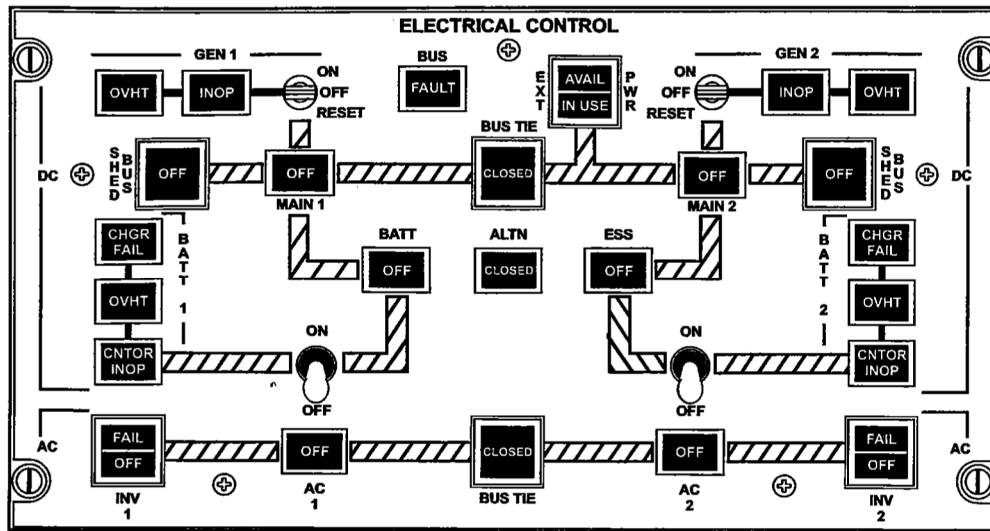 ELECTRICAL CONTROL
GEN 1
BUS
GEN 2
OVHT
INOP
ON
OFF
RESET
FAULT
EXT
AVAIL
IN USE
PWR
ON
OFF
RESET
INOP
OVHT
BUS TIE
DC
SHED
BUS
OFF
OFF
CLOSED
OFF
OFF
SHED
BUS
DC
MAIN 1
MAIN 2
CHGR
FAIL
BATT 1
BATT
ALTN
ESS
BATT 2
CHGR
FAIL
OFF
CLOSED
OFF
OVHT
OVHT
ON
ON
CNTOR
INOP
CNTOR
INOP
OFF
OFF
AC
FAIL
OFF
OFF
CLOSED
OFF
FAIL
OFF
AC
INV
1
AC
1
BUS TIE
AC
2
INV
2